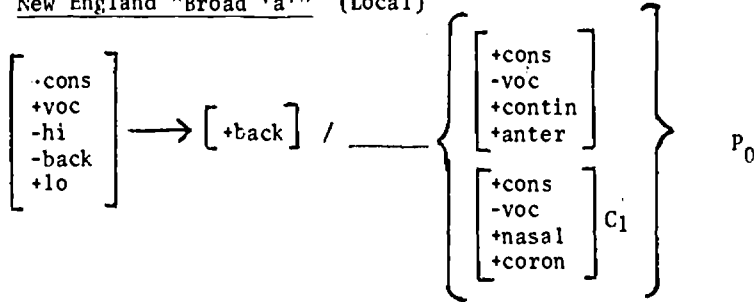 New England "Broad 'a'" (Local)
-cons
+voc
-hi
-back
+lo
[+back] / ____
+cons
-voc
+contin
+anter
+cons
-voc
+nasal
+coron
C1
P0